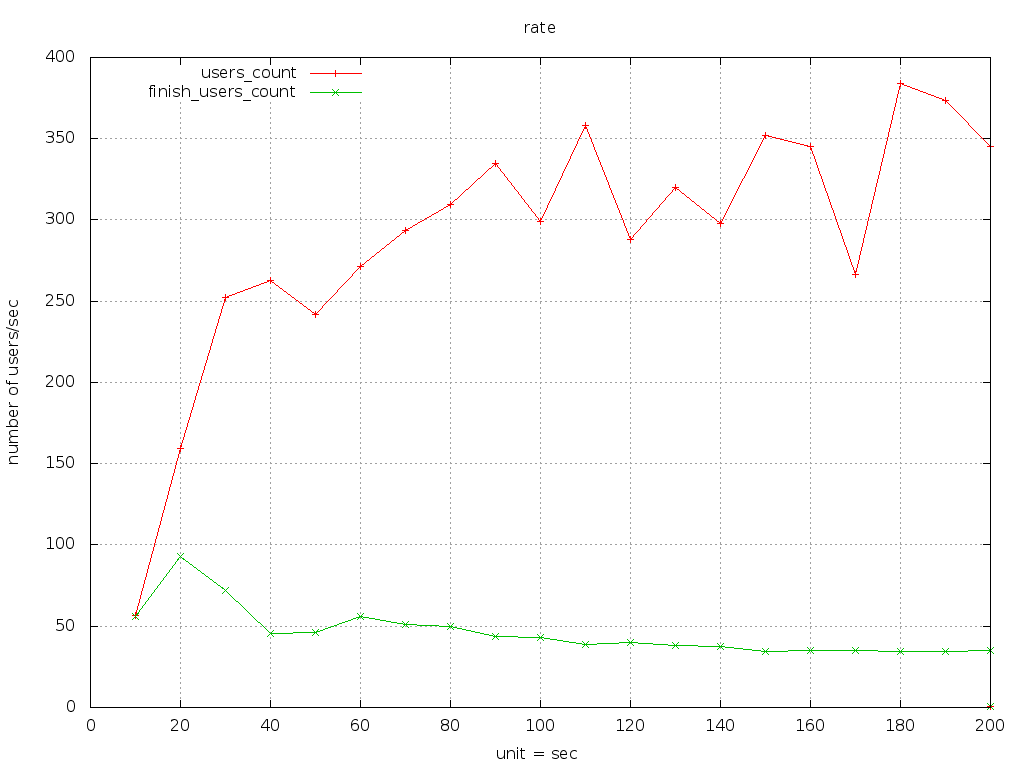 rate
users_count
finish_users_count
400
350
300
250
200
150
100
50
0
number of users/sec
0 20 40 60 80 100 120 140 160 180 200
unit = sec